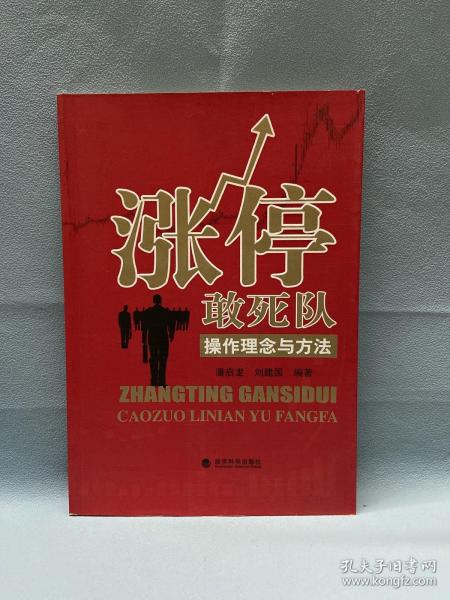 涨停
敢死队
操作理念与方法
潘启龙 刘建国 编著
ZHANGTING GANSIDUI
CAOZUO LINIAN YU FANGFA
经济科学出版社
孔夫子旧书网
www.kongfz.com